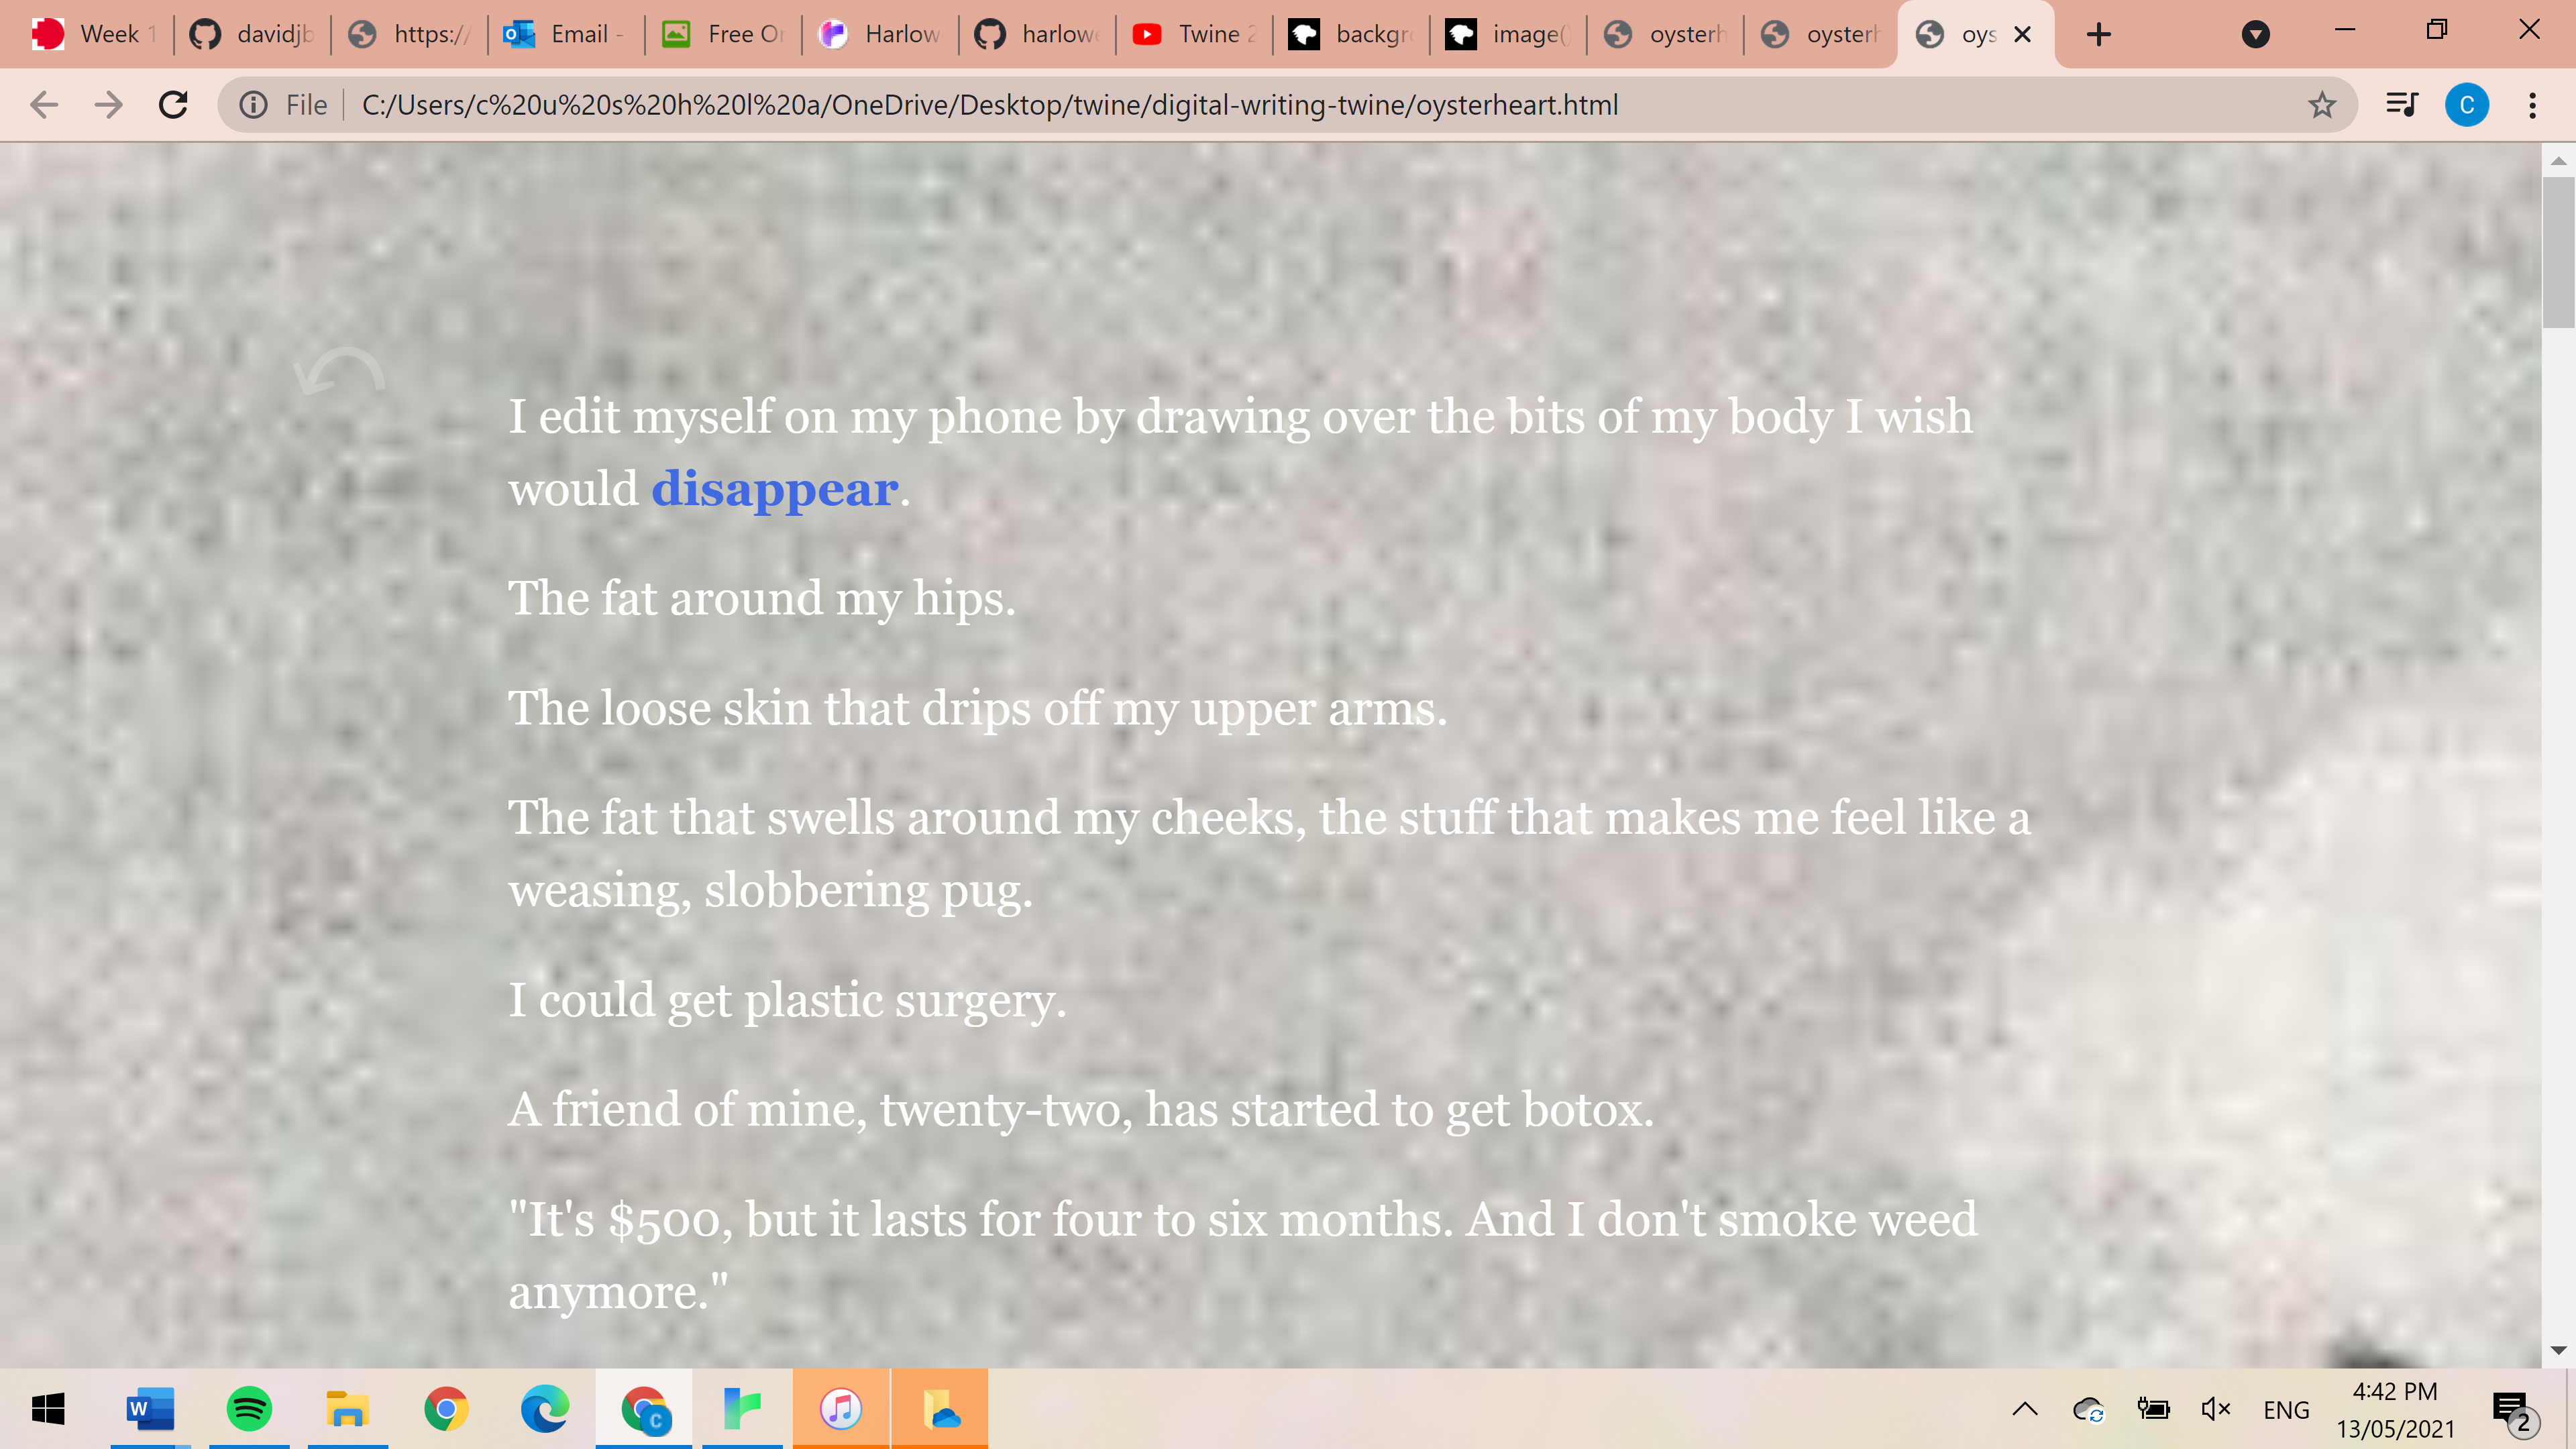 Week 1
davidjb
https://
Email -
Free Or
Harlow
harlowe
Twine 2
backgro
image()
oysterh
oysterh
oys
File
C:/Users/c%20u%20s%20h%20l%20a/OneDrive/Desktop/twine/digital-writing-twine/oysterheart.html
C
I edit myself on my phone by drawing over the bits of my body I wish
would disappear.
The fat around my hips.
The loose skin that drips off my upper arms.
The fat that swells around my cheeks, the stuff that makes me feel like a
weasing, slobbering pug.
I could get plastic surgery.
A friend of mine, twenty-two, has started to get botox.
"It's $500, but it lasts for four to six months. And I don't smoke weed
anymore."
W
C
ENG
4:42 PM
13/05/2021
2